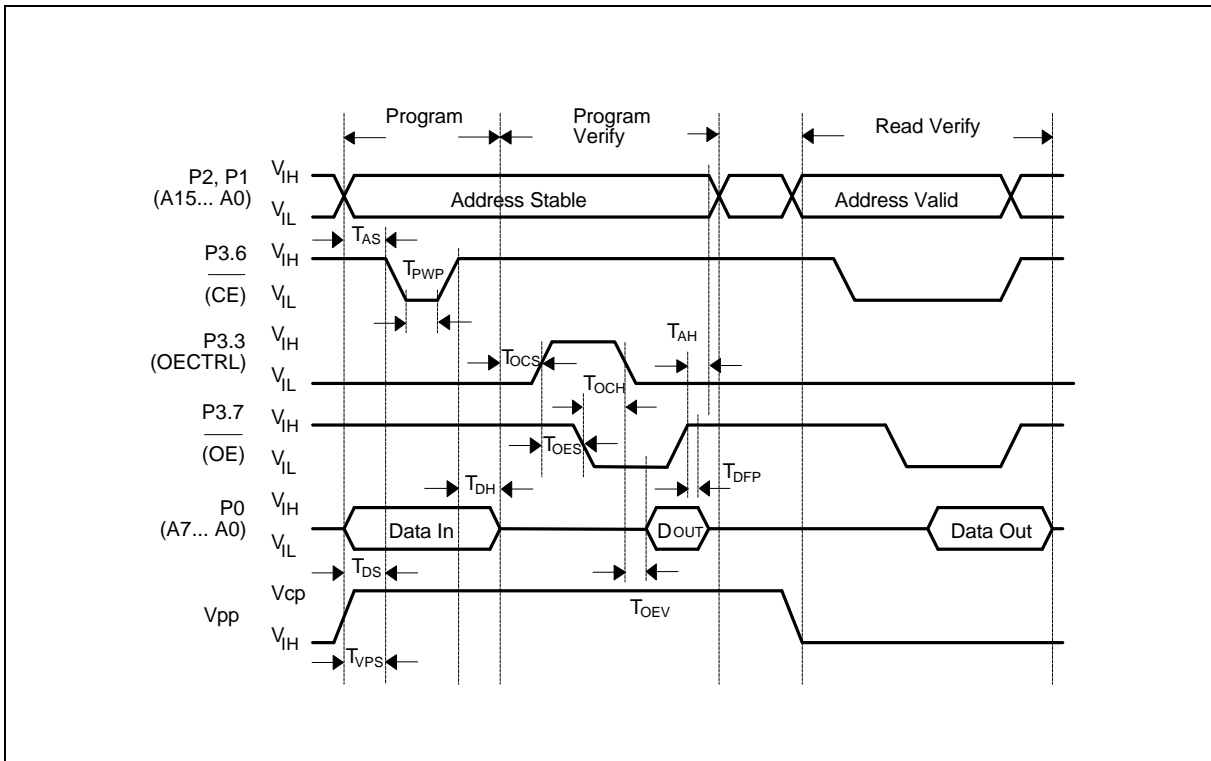 Program
Program
Verify
Read Verify
P2, P1
(A15... A0)
VIH
VIL
Address Stable
Address Valid
TAS
P3.6
(CE)
VIH
VIL
TPWP
P3.3
(OECTRL)
VIH
VIL
TOCS
TAH
TOCH
P3.7
(OE)
VIH
VIL
TOES
TDFP
TDH
P0
(A7... A0)
VIH
VIL
Data In
DOUT
Data Out
TDS
Vpp
Vcp
VIH
TOEV
TVPS